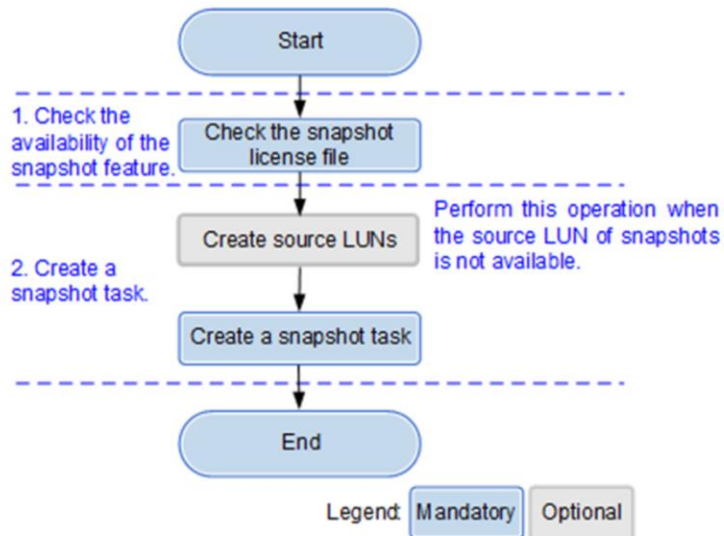 Start
1. Check the
availability of the
snapshot feature.
Check the snapshot
license file
Create source LUNs
Perform this operation when
the source LUN of snapshots
is not available.
2. Create a
snapshot task.
Create a snapshot task
End
Legend:
Mandatory
Optional